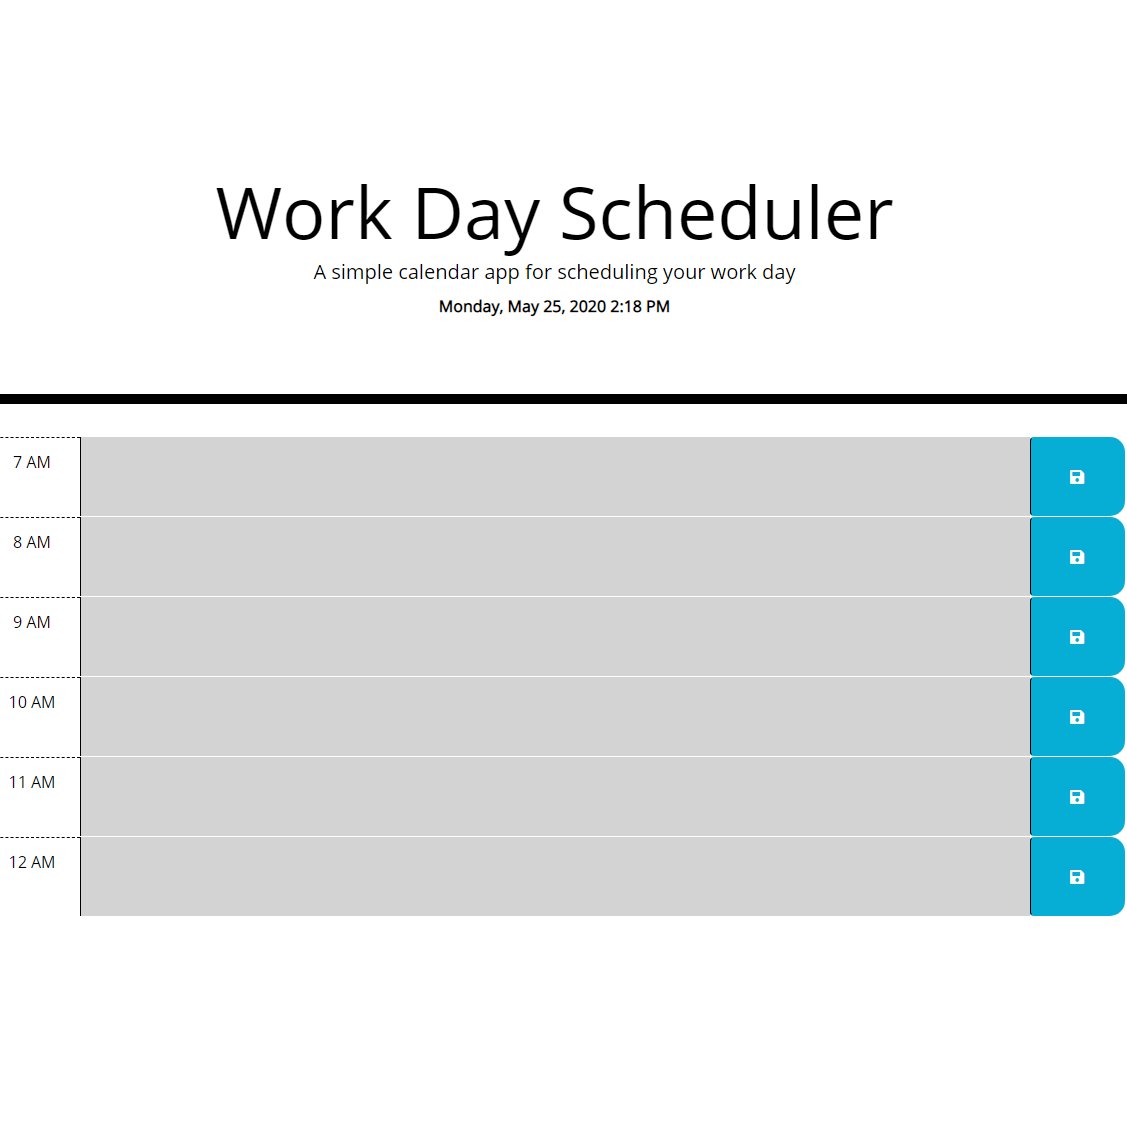 Work Day Scheduler
A simple calendar app for scheduling your work day
Monday, May 25, 2020 2:18 PM
7 AM
8 AM
9 AM
10 AM
11 AM
12 AM